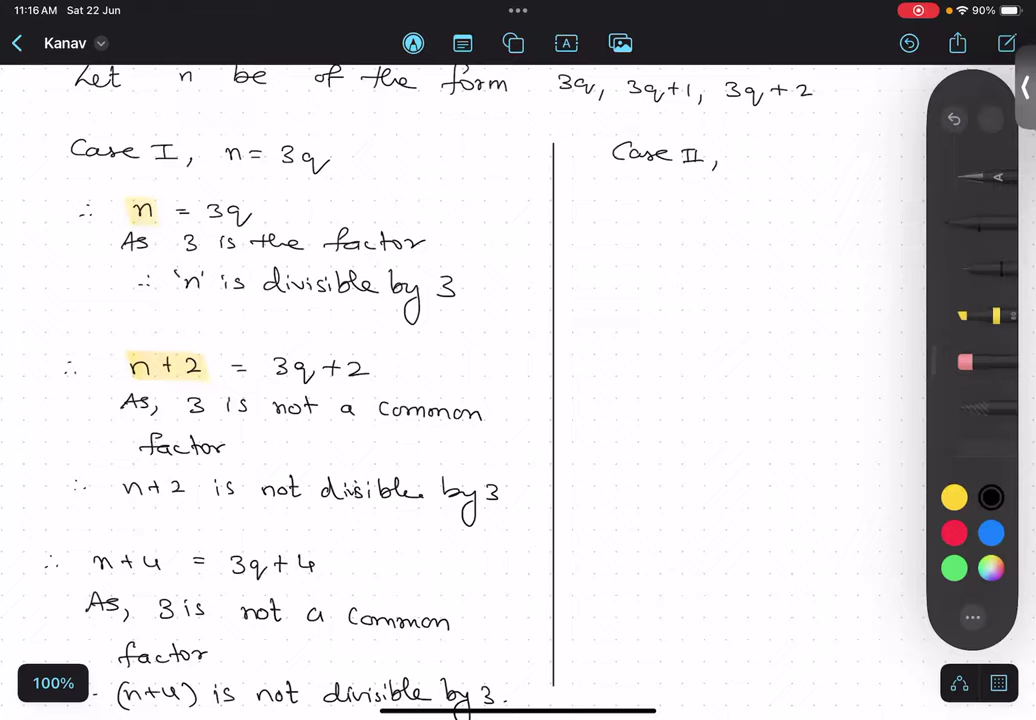 11:16 AM Sat 22 Jun
90%
Kanav
Let n be of the form 3q, 3q+1, 3q+2
Case I, n = 3q
∴ n = 3q
As 3 is the factor
∴ 'n' is divisible by 3
∴ n+2 = 3q+2
As, 3 is not a common
factor
∴ n+2 is not divisible by 3
∴ n+4 = 3q+4
As, 3 is not a common
factor
(n+4) is not divisible by 3.
Case II,
A
A
80
100%